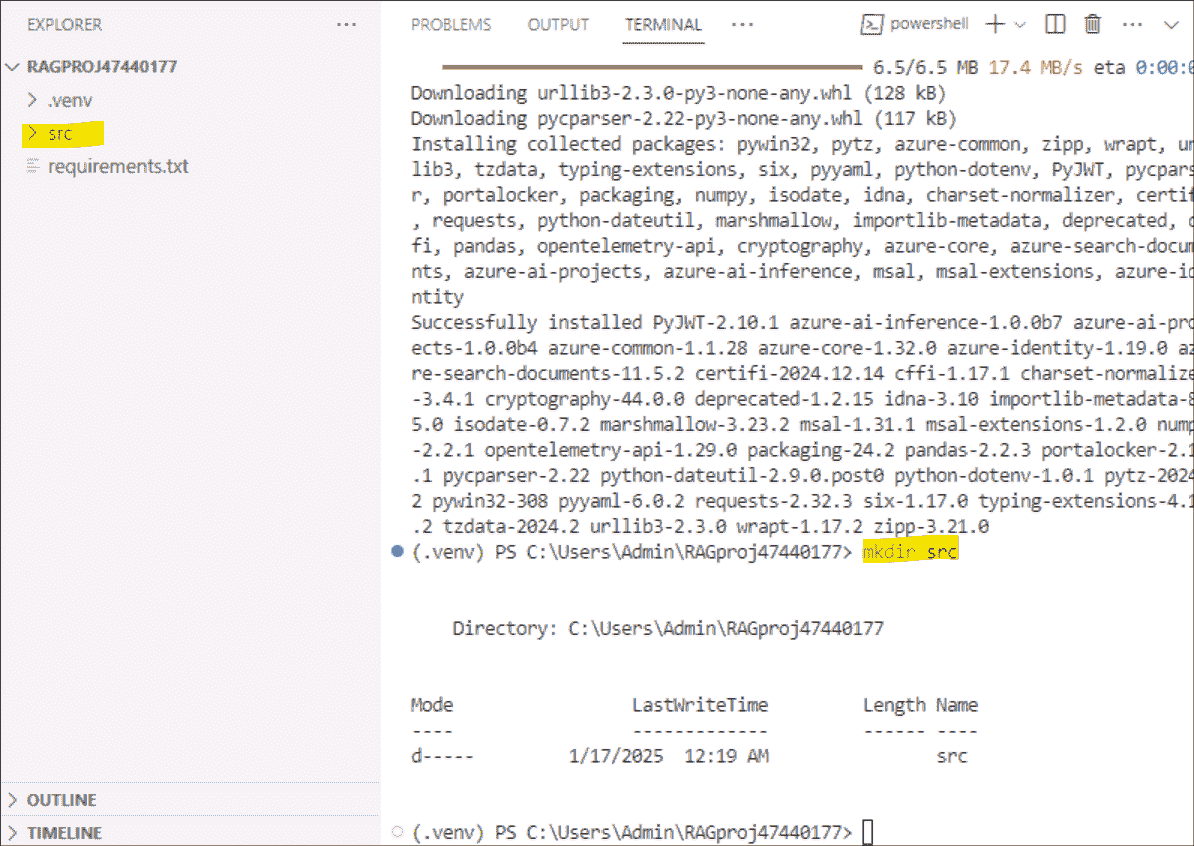 EXPLORER
RAGPROJ47440177
.venv
src
requirements.txt
OUTLINE
TIMELINE
PROBLEMS OUTPUT TERMINAL powershell
6.5/6.5 MB 17.4 MB/s eta 0:00:0
Downloading urllib3-2.3.0-py3-none-any.whl (128 kB)
Downloading pycparser-2.22-py3-none-any.whl (117 kB)
Installing collected packages: pywin32, pytz, azure-common, zipp, wrapt, ur
lib3, tzdata, typing-extensions, six, pyyaml, python-dotenv, PyJWT, pycpars
r, portalocker, packaging, numpy, isodate, idna, charset-normalizer, certif
, requests, python-dateutil, marshmallow, importlib-metadata, deprecated, c
fi, pandas, opentelemetry-api, cryptography, azure-core, azure-search-docum
nts, azure-ai-projects, azure-ai-inference, msal, msal-extensions, azure-id
ntity
Successfully installed PyJWT-2.10.1 azure-ai-inference-1.0.0b7 azure-ai-pro
ects-1.0.0b4 azure-common-1.1.28 azure-core-1.32.0 azure-identity-1.19.0 az
re-search-documents-11.5.2 certifi-2024.12.14 cffi-1.17.1 charset-normalize
-3.4.1 cryptography-44.0.0 deprecated-1.2.15 idna-3.10 importlib-metadata-8
5.0 isodate-0.7.2 marshmallow-3.23.2 msal-1.31.1 msal-extensions-1.2.0 nump
-2.2.1 opentelemetry-api-1.29.0 packaging-24.2 pandas-2.2.3 portalocker-2.1
.1 pycparser-2.22 python-dateutil-2.9.0.post0 python-dotenv-1.0.1 pytz-2024
2 pywin32-308 pyyaml-6.0.2 requests-2.32.3 six-1.17.0 typing-extensions-4.1
.2 tzdata-2024.2 urllib3-2.3.0 wrapt-1.17.2 zipp-3.21.0
(.venv) PS C:\Users\Admin\RAGproj47440177> mkdir src
Directory: C:\Users\Admin\RAGproj47440177
Mode LastWriteTime Length Name
---- ------------- ------ ----
d----- 1/17/2025 12:19 AM src
(.venv) PS C:\Users\Admin\RAGproj47440177>